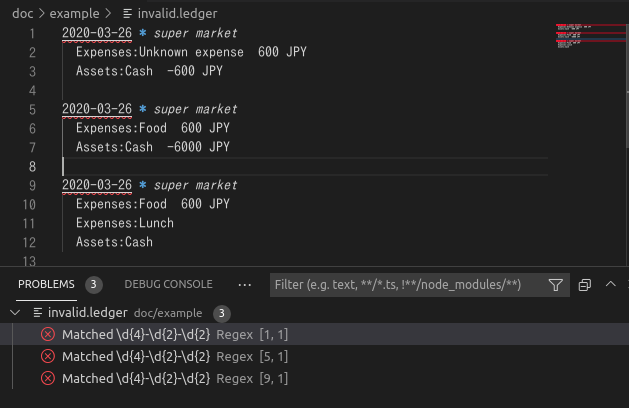 doc > example > invalid.ledger
1 2020-03-26 * super market
2 Expenses:Unknown expense  600 JPY
3 Assets:Cash  -600 JPY
4
5 2020-03-26 * super market
6 Expenses:Food  600 JPY
7 Assets:Cash  -6000 JPY
8
9 2020-03-26 * super market
10 Expenses:Food  600 JPY
11 Expenses:Lunch
12 Assets:Cash
13
PROBLEMS 3 DEBUG CONSOLE ··· Filter (e.g. text, **/*.ts, !**/node_modules/**)
invalid.ledger doc/example 3
Matched \d{4}-\d{2}-\d{2} Regex [1, 1]
Matched \d{4}-\d{2}-\d{2} Regex [5, 1]
Matched \d{4}-\d{2}-\d{2} Regex [9, 1]